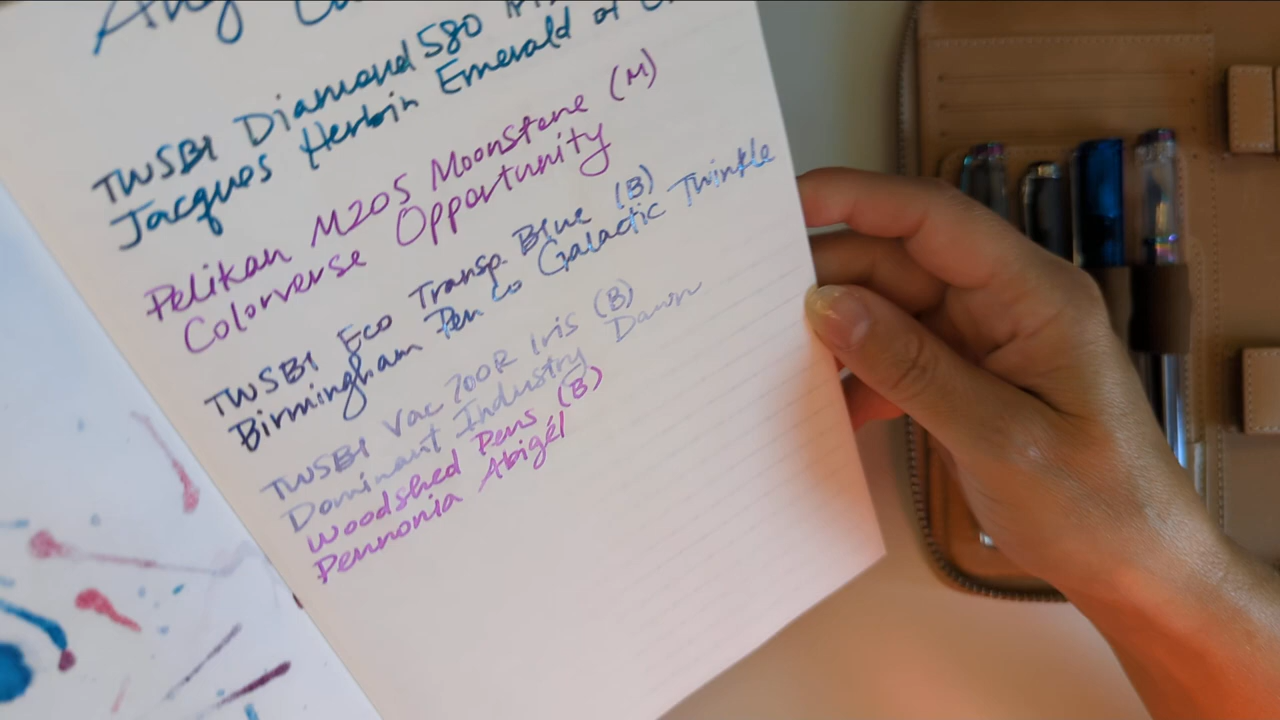 TWSBI Diamond 580
Jacques Herbin Emerald of
Pelikan M205 Moonstone (M)
Colorverse Opportunity
TWSBI Eco Transp. Blue (B)
Birmingham Pen Co Galactic Twinkle
TWSBI Vac 700R Iris (B)
Dominant Industry Dawn
Woodshed Pens (B)
Pennonia Abigél